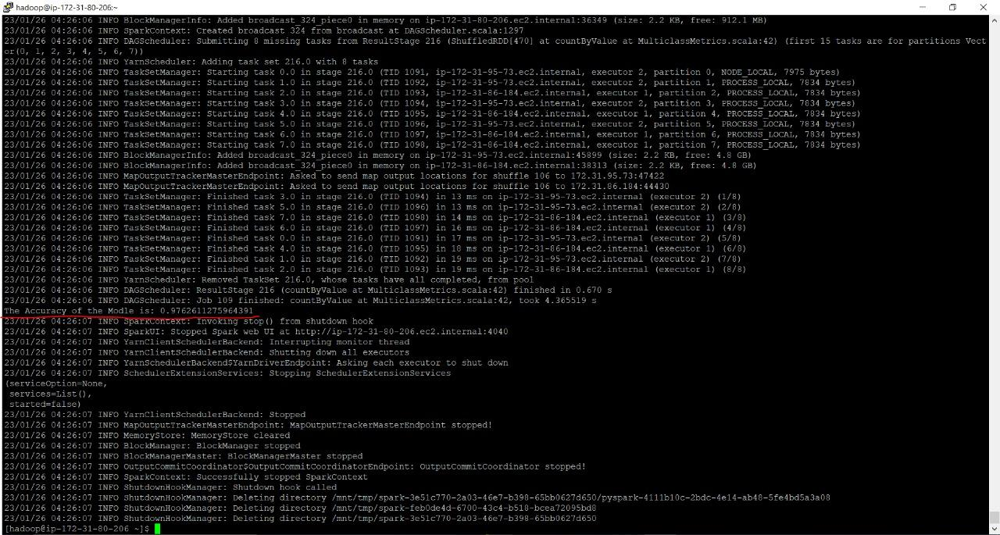 hadoop@ip-172-31-80-206:~
23/01/26 04:26:06 INFO BlockManagerInfo: Added broadcast_324_piece0 in memory on ip-172-31-80-206.ec2.internal:36349 (size: 2.2 KB, free: 912.1 MB)
23/01/26 04:26:06 INFO SparkContext: Created broadcast 324 from broadcast at DAGScheduler.scala:1297
23/01/26 04:26:06 INFO DAGScheduler: Submitting 8 missing tasks from ResultStage 216 (ShuffledRDD[470] at countByValue at MulticlassMetrics.scala:42) (first 15 tasks are for partitions Vect
or(0, 1, 2, 3, 4, 5, 6, 7))
23/01/26 04:26:06 INFO YarnScheduler: Adding task set 216.0 with 8 tasks
23/01/26 04:26:06 INFO TaskSetManager: Starting task 0.0 in stage 216.0 (TID 1091, ip-172-31-95-73.ec2.internal, executor 2, partition 0, NODE_LOCAL, 7975 bytes)
23/01/26 04:26:06 INFO TaskSetManager: Starting task 1.0 in stage 216.0 (TID 1092, ip-172-31-95-73.ec2.internal, executor 2, partition 1, PROCESS_LOCAL, 7834 bytes)
23/01/26 04:26:06 INFO TaskSetManager: Starting task 2.0 in stage 216.0 (TID 1093, ip-172-31-86-184.ec2.internal, executor 1, partition 2, PROCESS_LOCAL, 7834 bytes)
23/01/26 04:26:06 INFO TaskSetManager: Starting task 3.0 in stage 216.0 (TID 1094, ip-172-31-95-73.ec2.internal, executor 2, partition 3, PROCESS_LOCAL, 7834 bytes)
23/01/26 04:26:06 INFO TaskSetManager: Starting task 4.0 in stage 216.0 (TID 1095, ip-172-31-86-184.ec2.internal, executor 1, partition 4, PROCESS_LOCAL, 7834 bytes)
23/01/26 04:26:06 INFO TaskSetManager: Starting task 5.0 in stage 216.0 (TID 1096, ip-172-31-95-73.ec2.internal, executor 2, partition 5, PROCESS_LOCAL, 7834 bytes)
23/01/26 04:26:06 INFO TaskSetManager: Starting task 6.0 in stage 216.0 (TID 1097, ip-172-31-86-184.ec2.internal, executor 1, partition 6, PROCESS_LOCAL, 7834 bytes)
23/01/26 04:26:06 INFO TaskSetManager: Starting task 7.0 in stage 216.0 (TID 1098, ip-172-31-86-184.ec2.internal, executor 1, partition 7, PROCESS_LOCAL, 7834 bytes)
23/01/26 04:26:06 INFO BlockManagerInfo: Added broadcast_324_piece0 in memory on ip-172-31-95-73.ec2.internal:45899 (size: 2.2 KB, free: 4.8 GB)
23/01/26 04:26:06 INFO BlockManagerInfo: Added broadcast_324_piece0 in memory on ip-172-31-86-184.ec2.internal:38313 (size: 2.2 KB, free: 4.8 GB)
23/01/26 04:26:06 INFO MapOutputTrackerMasterEndpoint: Asked to send map output locations for shuffle 106 to 172.31.95.73:47422
23/01/26 04:26:06 INFO MapOutputTrackerMasterEndpoint: Asked to send map output locations for shuffle 106 to 172.31.86.184:44430
23/01/26 04:26:06 INFO TaskSetManager: Finished task 3.0 in stage 216.0 (TID 1094) in 13 ms on ip-172-31-95-73.ec2.internal (executor 2) (1/8)
23/01/26 04:26:06 INFO TaskSetManager: Finished task 5.0 in stage 216.0 (TID 1096) in 13 ms on ip-172-31-95-73.ec2.internal (executor 2) (2/8)
23/01/26 04:26:06 INFO TaskSetManager: Finished task 7.0 in stage 216.0 (TID 1098) in 14 ms on ip-172-31-86-184.ec2.internal (executor 1) (3/8)
23/01/26 04:26:06 INFO TaskSetManager: Finished task 6.0 in stage 216.0 (TID 1097) in 16 ms on ip-172-31-86-184.ec2.internal (executor 1) (4/8)
23/01/26 04:26:06 INFO TaskSetManager: Finished task 0.0 in stage 216.0 (TID 1091) in 17 ms on ip-172-31-95-73.ec2.internal (executor 2) (5/8)
23/01/26 04:26:06 INFO TaskSetManager: Finished task 4.0 in stage 216.0 (TID 1095) in 18 ms on ip-172-31-86-184.ec2.internal (executor 1) (6/8)
23/01/26 04:26:06 INFO TaskSetManager: Finished task 1.0 in stage 216.0 (TID 1092) in 19 ms on ip-172-31-95-73.ec2.internal (executor 2) (7/8)
23/01/26 04:26:06 INFO TaskSetManager: Finished task 2.0 in stage 216.0 (TID 1093) in 19 ms on ip-172-31-86-184.ec2.internal (executor 1) (8/8)
23/01/26 04:26:06 INFO YarnScheduler: Removed TaskSet 216.0, whose tasks have all completed, from pool
23/01/26 04:26:06 INFO DAGScheduler: ResultStage 216 (countByValue at MulticlassMetrics.scala:42) finished in 0.670 s
23/01/26 04:26:06 INFO DAGScheduler: Job 109 finished: countByValue at MulticlassMetrics.scala:42, took 4.365519 s
The Accuracy of the Modle is: 0.9762611275964391
23/01/26 04:26:07 INFO SparkContext: Invoking stop() from shutdown hook
23/01/26 04:26:07 INFO SparkUI: Stopped Spark web UI at http://ip-172-31-80-206.ec2.internal:4040
23/01/26 04:26:07 INFO YarnClientSchedulerBackend: Interrupting monitor thread
23/01/26 04:26:07 INFO YarnClientSchedulerBackend: Shutting down all executors
23/01/26 04:26:07 INFO YarnSchedulerBackend$YarnDriverEndpoint: Asking each executor to shut down
23/01/26 04:26:07 INFO SchedulerExtensionServices: Stopping SchedulerExtensionServices
(serviceOption=None,
 services=List(),
 started=false)
23/01/26 04:26:07 INFO YarnClientSchedulerBackend: Stopped
23/01/26 04:26:07 INFO MapOutputTrackerMasterEndpoint: MapOutputTrackerMasterEndpoint stopped!
23/01/26 04:26:07 INFO MemoryStore: MemoryStore cleared
23/01/26 04:26:07 INFO BlockManager: BlockManager stopped
23/01/26 04:26:07 INFO BlockManagerMaster: BlockManagerMaster stopped
23/01/26 04:26:07 INFO OutputCommitCoordinator$OutputCommitCoordinatorEndpoint: OutputCommitCoordinator stopped!
23/01/26 04:26:07 INFO SparkContext: Successfully stopped SparkContext
23/01/26 04:26:07 INFO ShutdownHookManager: Shutdown hook called
23/01/26 04:26:07 INFO ShutdownHookManager: Deleting directory /mnt/tmp/spark-3e51c770-2a03-46e7-b398-65bb0627d650/pyspark-4111b10c-2bdc-4e14-ab48-5fe4bd5a3a08
23/01/26 04:26:07 INFO ShutdownHookManager: Deleting directory /mnt/tmp/spark-feb0de4d-6700-43c4-b518-bcea72095bd8
23/01/26 04:26:07 INFO ShutdownHookManager: Deleting directory /mnt/tmp/spark-3e51c770-2a03-46e7-b398-65bb0627d650
[hadoop@ip-172-31-80-206 ~]$